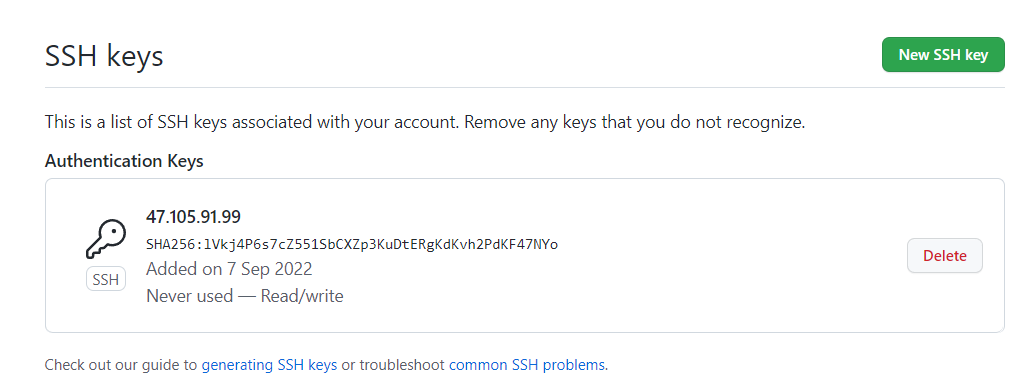 SSH keys
New SSH key
This is a list of SSH keys associated with your account. Remove any keys that you do not recognize.
Authentication Keys
47.105.91.99
SHA256:lVkj4P6s7cZ551SbCXZp3KuDtERgKdKvh2PdKF47NYo
Added on 7 Sep 2022
Never used — Read/write
SSH
Delete
Check out our guide to generating SSH keys or troubleshoot common SSH problems.